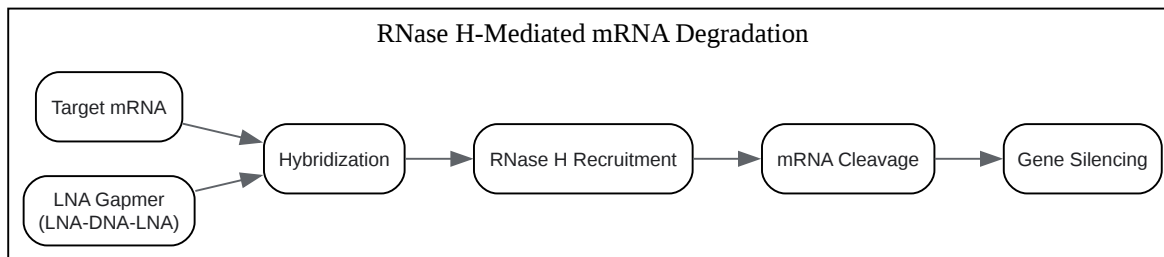 RNase H-Mediated mRNA Degradation
Target mRNA
LNA Gapmer
(LNA-DNA-LNA)
Hybridization
RNase H Recruitment
mRNA Cleavage
Gene Silencing